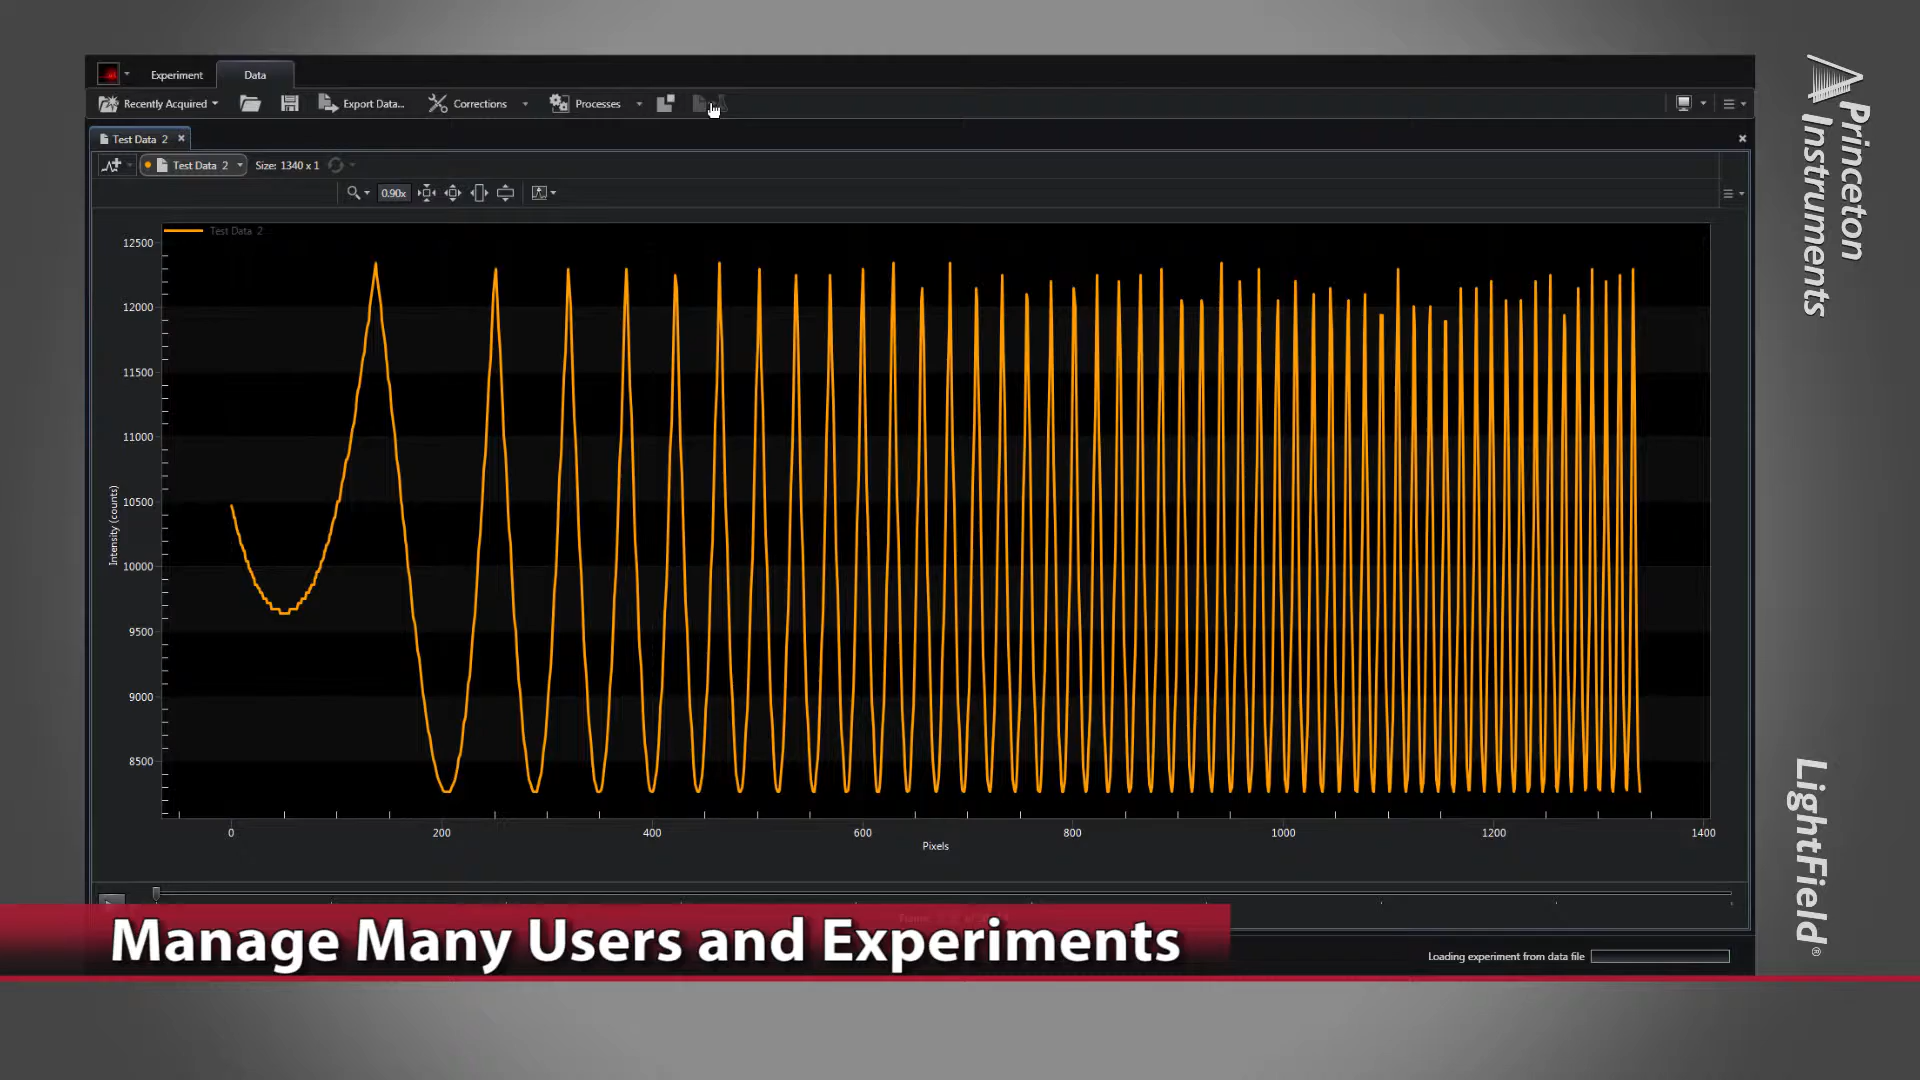 Experiment
Data
Recently Acquired
Export Data...
Corrections
Processes
Test Data 2
Test Data 2
Size: 1340 x 1
0.90x
Test Data 2
12500
12000
11500
11000
10500
10000
9500
9000
8500
Intensity (counts)
0
200
400
600
800
1000
1200
1400
Pixels
Manage Many Users and Experiments
Loading experiment from data file
Princeton
Instruments
LightField®